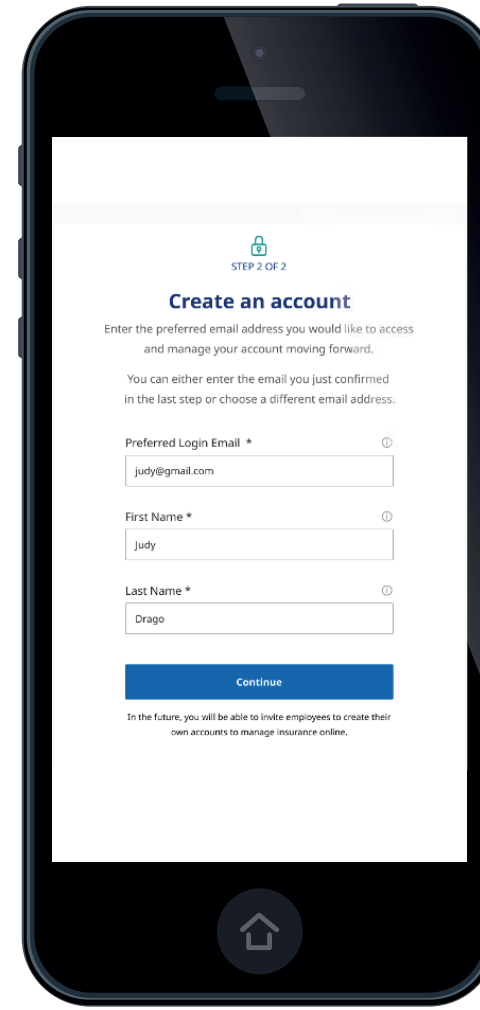 STEP 2 OF 2
Create an account
Enter the preferred email address you would like to access
and manage your account moving forward.
You can either enter the email you just confirmed
in the last step or choose a different email address.
Preferred Login Email *
judy@gmail.com
First Name *
Judy
Last Name *
Drago
Continue
In the future, you will be able to invite employees to create their
own accounts to manage insurance online.